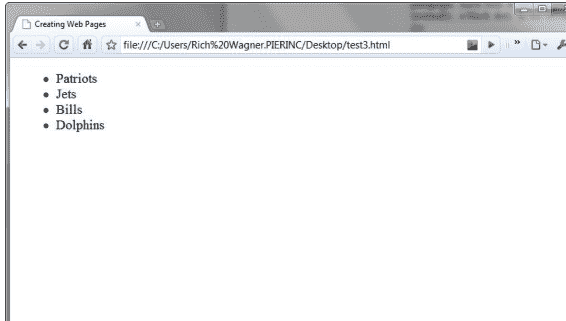 Creating Web Pages
file:///C:/Users/Rich%20Wagner.PIERINC/Desktop/test3.html
Patriots
Jets
Bills
Dolphins